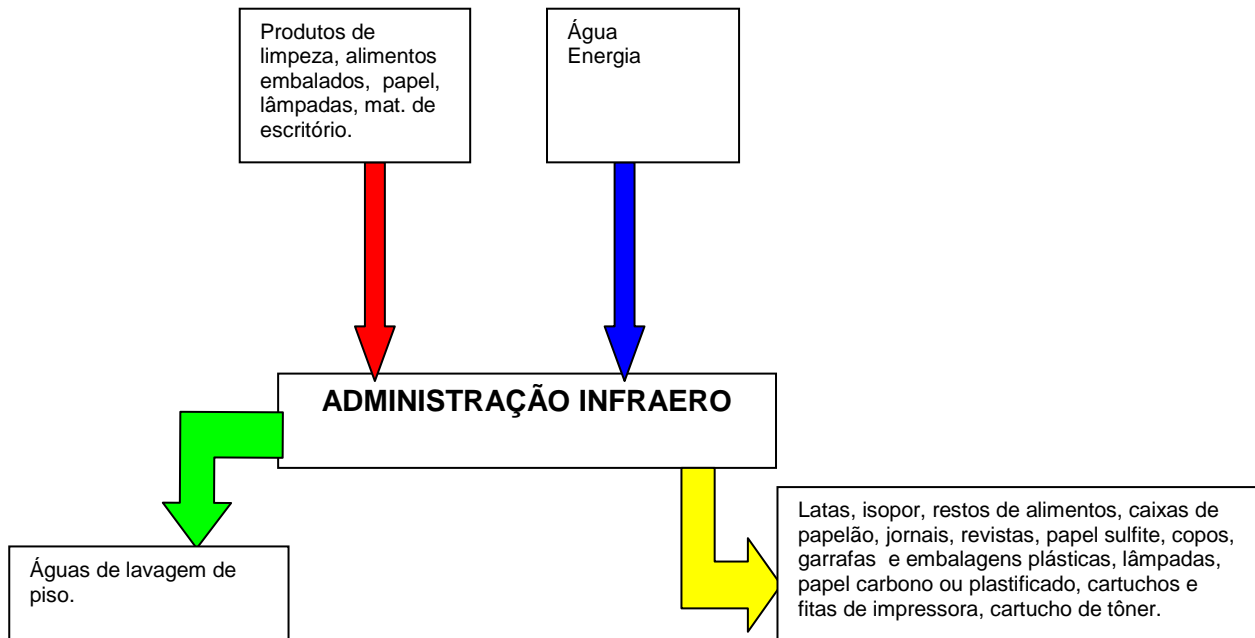 Produtos de
limpeza, alimentos
embalados, papel,
lâmpadas, mat. de
escritório.
Água
Energia
ADMINISTRAÇÃO INFRAERO
Águas de lavagem de
piso.
Latas, isopor, restos de alimentos, caixas de
papelão, jornais, revistas, papel sulfite, copos,
garrafas e embalagens plásticas, lâmpadas,
papel carbono ou plastificado, cartuchos e
fitas de impressora, cartucho de tôner.